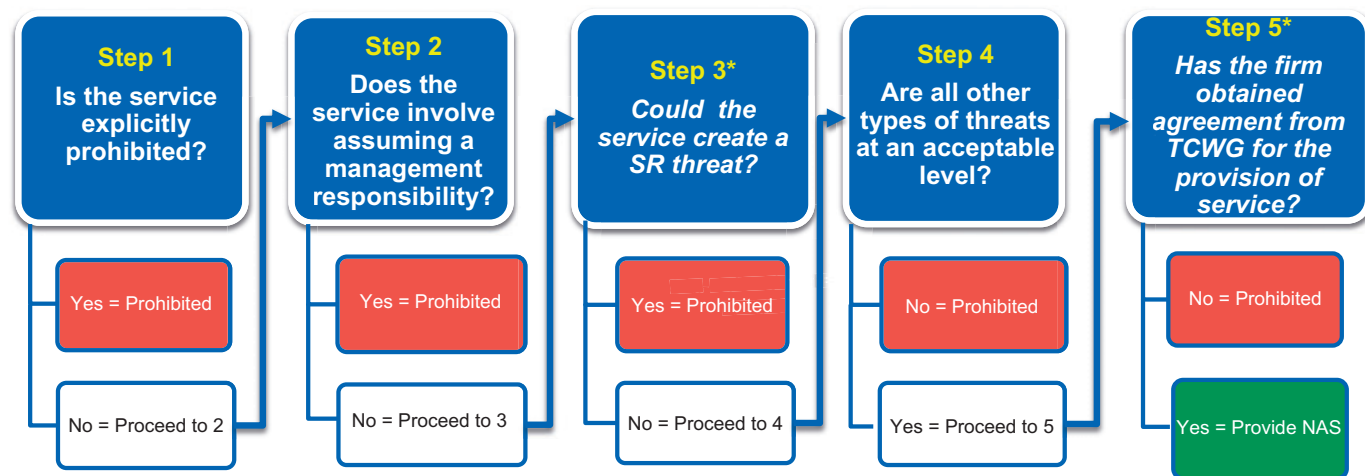 Step 1
Is the service
explicitly
prohibited?
Yes = Prohibited
No = Proceed to 2
Step 2
Does the
service involve
assuming a
management
responsibility?
Yes = Prohibited
No = Proceed to 3
Step 3*
Could the
service create a
SR threat?
Yes = Prohibited
No = Proceed to 4
Step 4
Are all other
types of threats
at an acceptable
level?
No = Prohibited
Yes = Proceed to 5
Step 5*
Has the firm
obtained
agreement from
TCWG for the
provision of
service?
No = Prohibited
Yes = Provide NAS